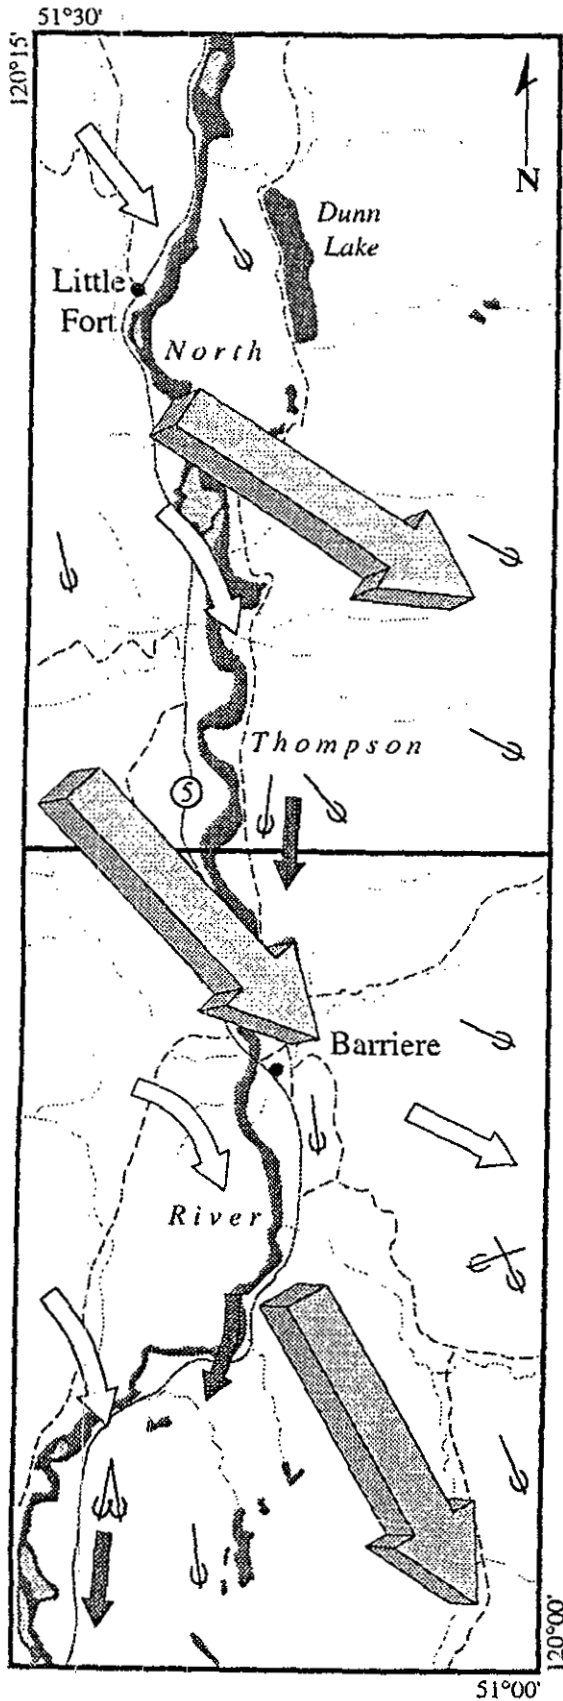 51°30'
120°15'
N
Dunn
Lake
Little
Fort
North
Thompson
5
Barriere
River
120°00'
51°00'